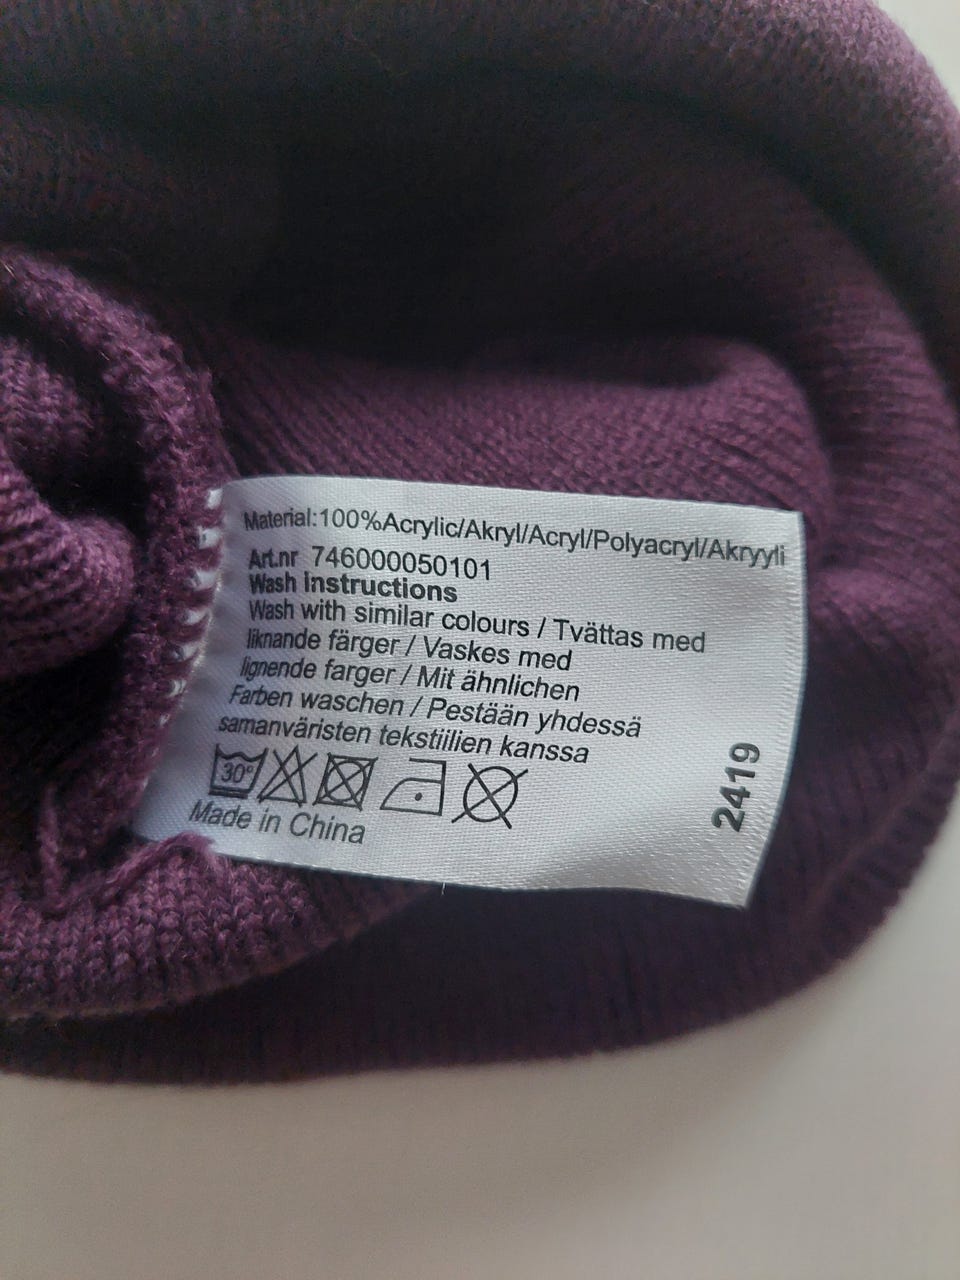 Material:100%Acrylic/Akryl/Acryl/Polyacryl/Akryyli
Art.nr 746000050101
Wash Instructions
Wash with similar colours / Tvättas med
liknande färger / Vaskes med
lignende farger / Mit ähnlichen
Farben waschen / Pestään yhdessä
samanväristen tekstiilien kanssa
30°
Made in China
2419